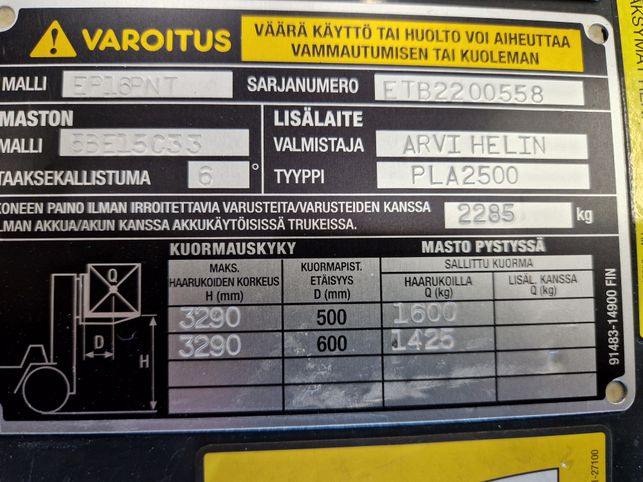 VAROITUS
VÄÄRÄ KÄYTTÖ TAI HUOLTO VOI AIHEUTTAA
VAMMAUTUMISEN TAI KUOLEMAN
MALLI EP16PNT SARJANUMERO ETB2200558
MASTON LISÄLAITE
MALLI 3BE15C33 VALMISTAJA ARVI HELIN
TAAKSEKALLISTUMA 6° TYYPPI PLA2500
KONEEN PAINO ILMAN IRROITETTAVIA VARUSTEITA/VARUSTEIDEN KANSSA
ILMAN AKKUA/AKUN KANSSA AKKUKÄYTÖISISSÄ TRUKEISSA. 2285 kg
KUORMAUSKYKY MASTO PYSTYSSÄ
MAKS. HAARUKOIDEN KORKEUS H (mm)
KUORMAPIST. ETÄISYYS D (mm)
SALLITTU KUORMA
HAARUKOILLA Q (kg)
LISÄL. KANSSA Q (kg)
3290 500 1600
3290 600 1425
Q
D
H
91483-14900 FIN
-27100